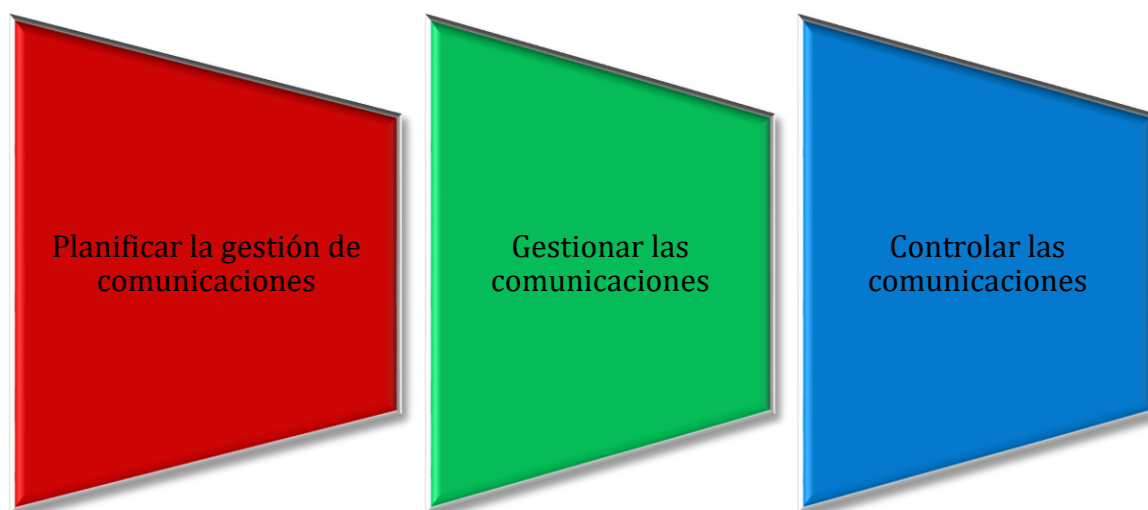 Planificar la gestión de
comunicaciones
Gestionar las
comunicaciones
Controlar las
comunicaciones